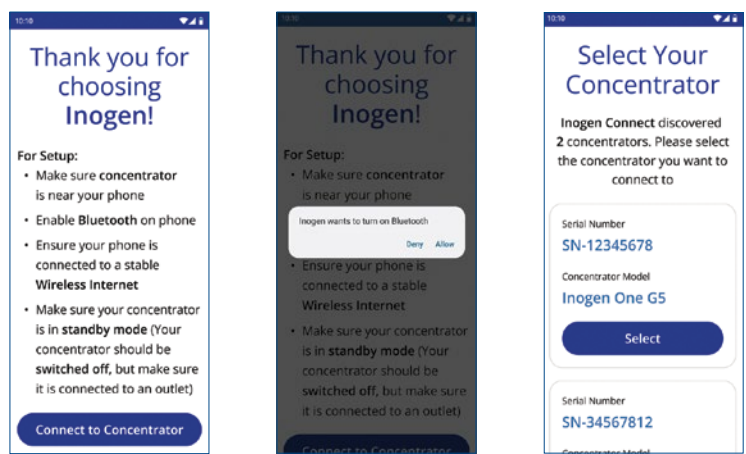 10:10
Thank you for
choosing
Inogen!
For Setup:
• Make sure concentrator
is near your phone
• Enable Bluetooth on phone
• Ensure your phone is
connected to a stable
Wireless Internet
• Make sure your concentrator
is in standby mode (Your
concentrator should be
switched off, but make sure
it is connected to an outlet)
Connect to Concentrator
10:10
Thank you for
choosing
Inogen!
For Setup:
• Make sure concentrator
is near your phone
Inogen wants to turn on Bluetooth
Deny Allow
• Ensure your phone is
connected to a stable
Wireless Internet
• Make sure your concentrator
is in standby mode (Your
concentrator should be
switched off, but make sure
it is connected to an outlet)
Connect to Concentrator
10:10
Select Your
Concentrator
Inogen Connect discovered
2 concentrators. Please select
the concentrator you want to
connect to
Serial Number
SN-12345678
Concentrator Model
Inogen One G5
Select
Serial Number
SN-34567812
Concentrator Model